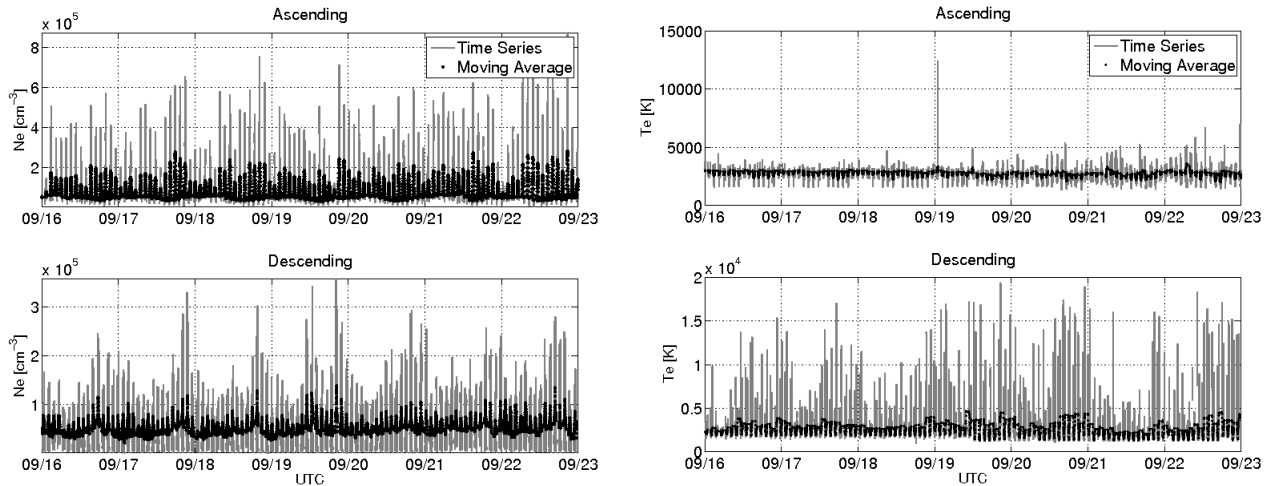 Ascending
x 10^5
Ne [cm^-3]
8
6
4
2
Time Series
Moving Average
09/16 09/17 09/18 09/19 09/20 09/21 09/22 09/23
Ascending
Te [K]
15000
10000
5000
0
Time Series
Moving Average
09/16 09/17 09/18 09/19 09/20 09/21 09/22 09/23
Descending
x 10^5
Ne [cm^-3]
3
2
1
09/16 09/17 09/18 09/19 09/20 09/21 09/22 09/23
UTC
Descending
x 10^4
Te [K]
2
1.5
1
0.5
0
09/16 09/17 09/18 09/19 09/20 09/21 09/22 09/23
UTC